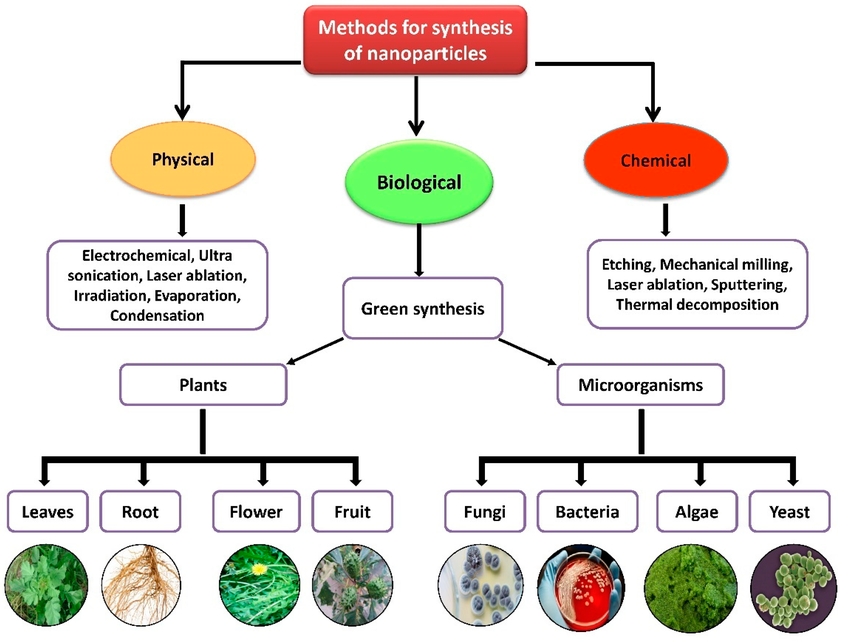 Methods for synthesis
of nanoparticles
Physical
Biological
Chemical
Electrochemical, Ultra
sonication, Laser ablation,
Irradiation, Evaporation,
Condensation
Green synthesis
Etching, Mechanical milling,
Laser ablation, Sputtering,
Thermal decomposition
Plants
Microorganisms
Leaves
Root
Flower
Fruit
Fungi
Bacteria
Algae
Yeast